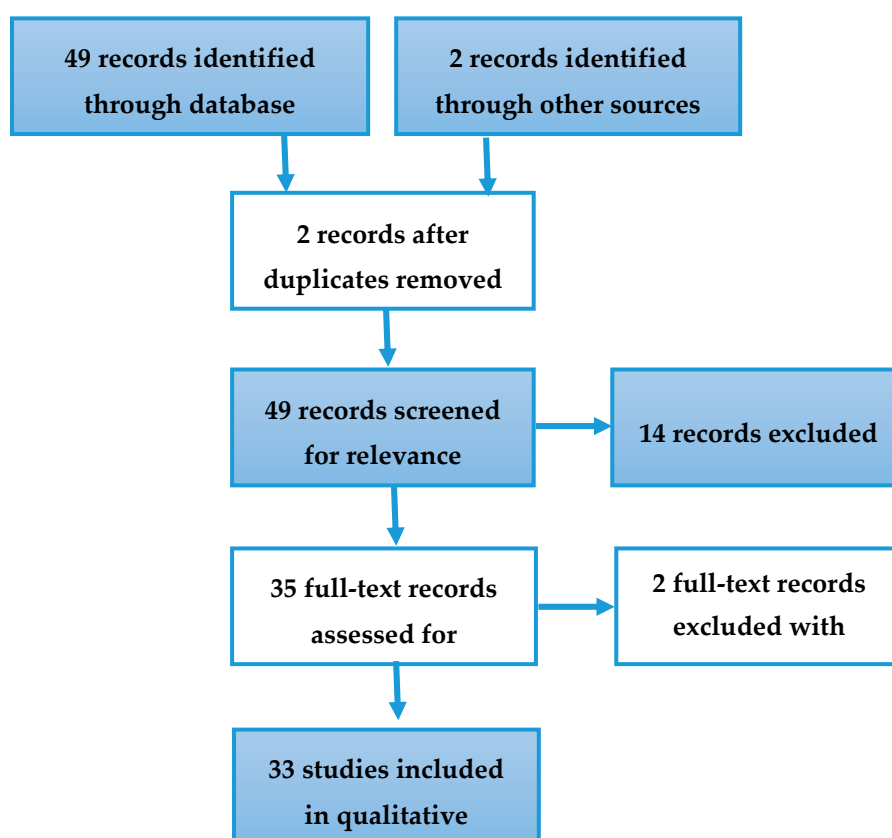 49 records identified
through database
2 records identified
through other sources
2 records after
duplicates removed
49 records screened
for relevance
14 records excluded
35 full-text records
assessed for
2 full-text records
excluded with
33 studies included
in qualitative